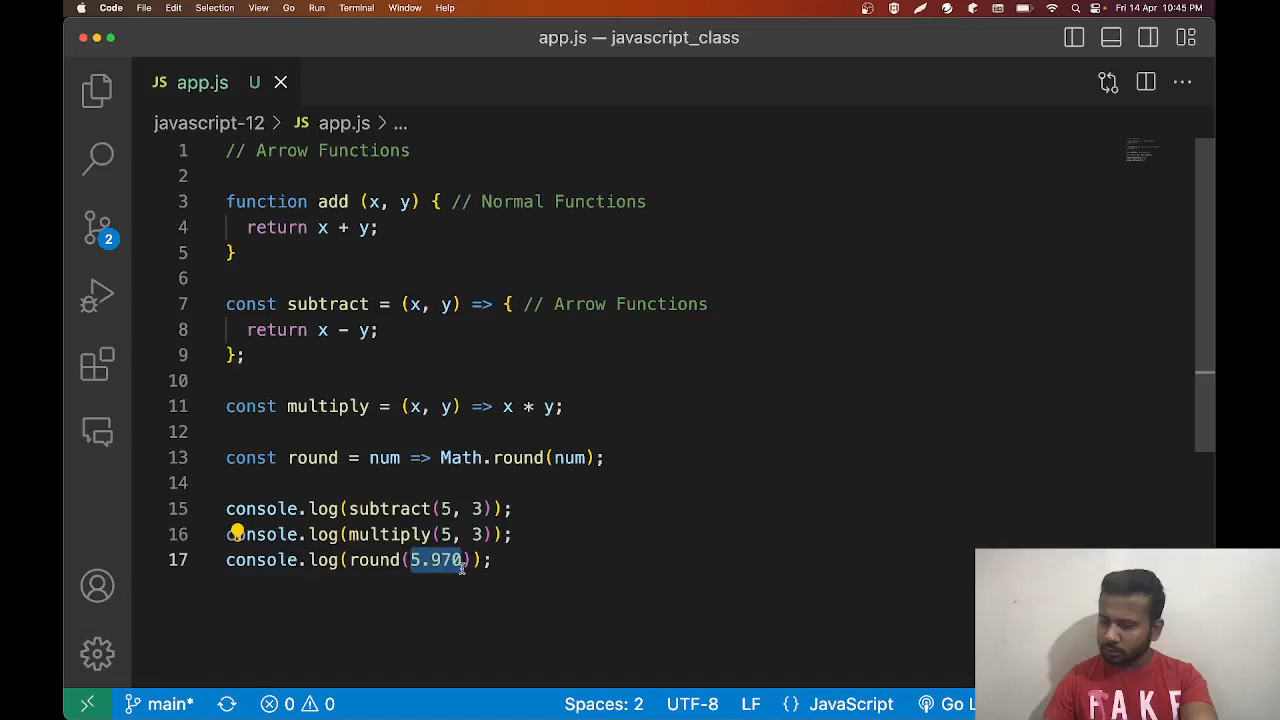 Code File Edit Selection View Go Run Terminal Window Help Fri 14 Apr 10:45 PM
app.js — javascript_class
JS app.js U
javascript-12 > JS app.js > ...
1 // Arrow Functions
2
3 function add (x, y) { // Normal Functions
4 return x + y;
5 }
6
7 const subtract = (x, y) => { // Arrow Functions
8 return x - y;
9 };
10
11 const multiply = (x, y) => x * y;
12
13 const round = num => Math.round(num);
14
15 console.log(subtract(5, 3));
16 console.log(multiply(5, 3));
17 console.log(round(5.970));
2
FAKE
main* 0 0 Spaces: 2 UTF-8 LF {} JavaScript Go